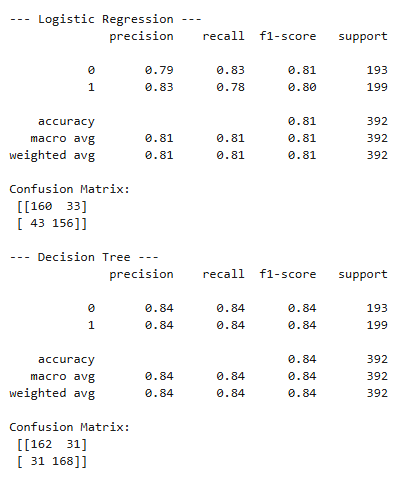 --- Logistic Regression ---
              precision    recall  f1-score   support

           0       0.79      0.83      0.81       193
           1       0.83      0.78      0.80       199

    accuracy                           0.81       392
   macro avg       0.81      0.81      0.81       392
weighted avg       0.81      0.81      0.81       392

Confusion Matrix:
 [[160  33]
 [ 43 156]]

--- Decision Tree ---
              precision    recall  f1-score   support

           0       0.84      0.84      0.84       193
           1       0.84      0.84      0.84       199

    accuracy                           0.84       392
   macro avg       0.84      0.84      0.84       392
weighted avg       0.84      0.84      0.84       392

Confusion Matrix:
 [[162  31]
 [ 31 168]]